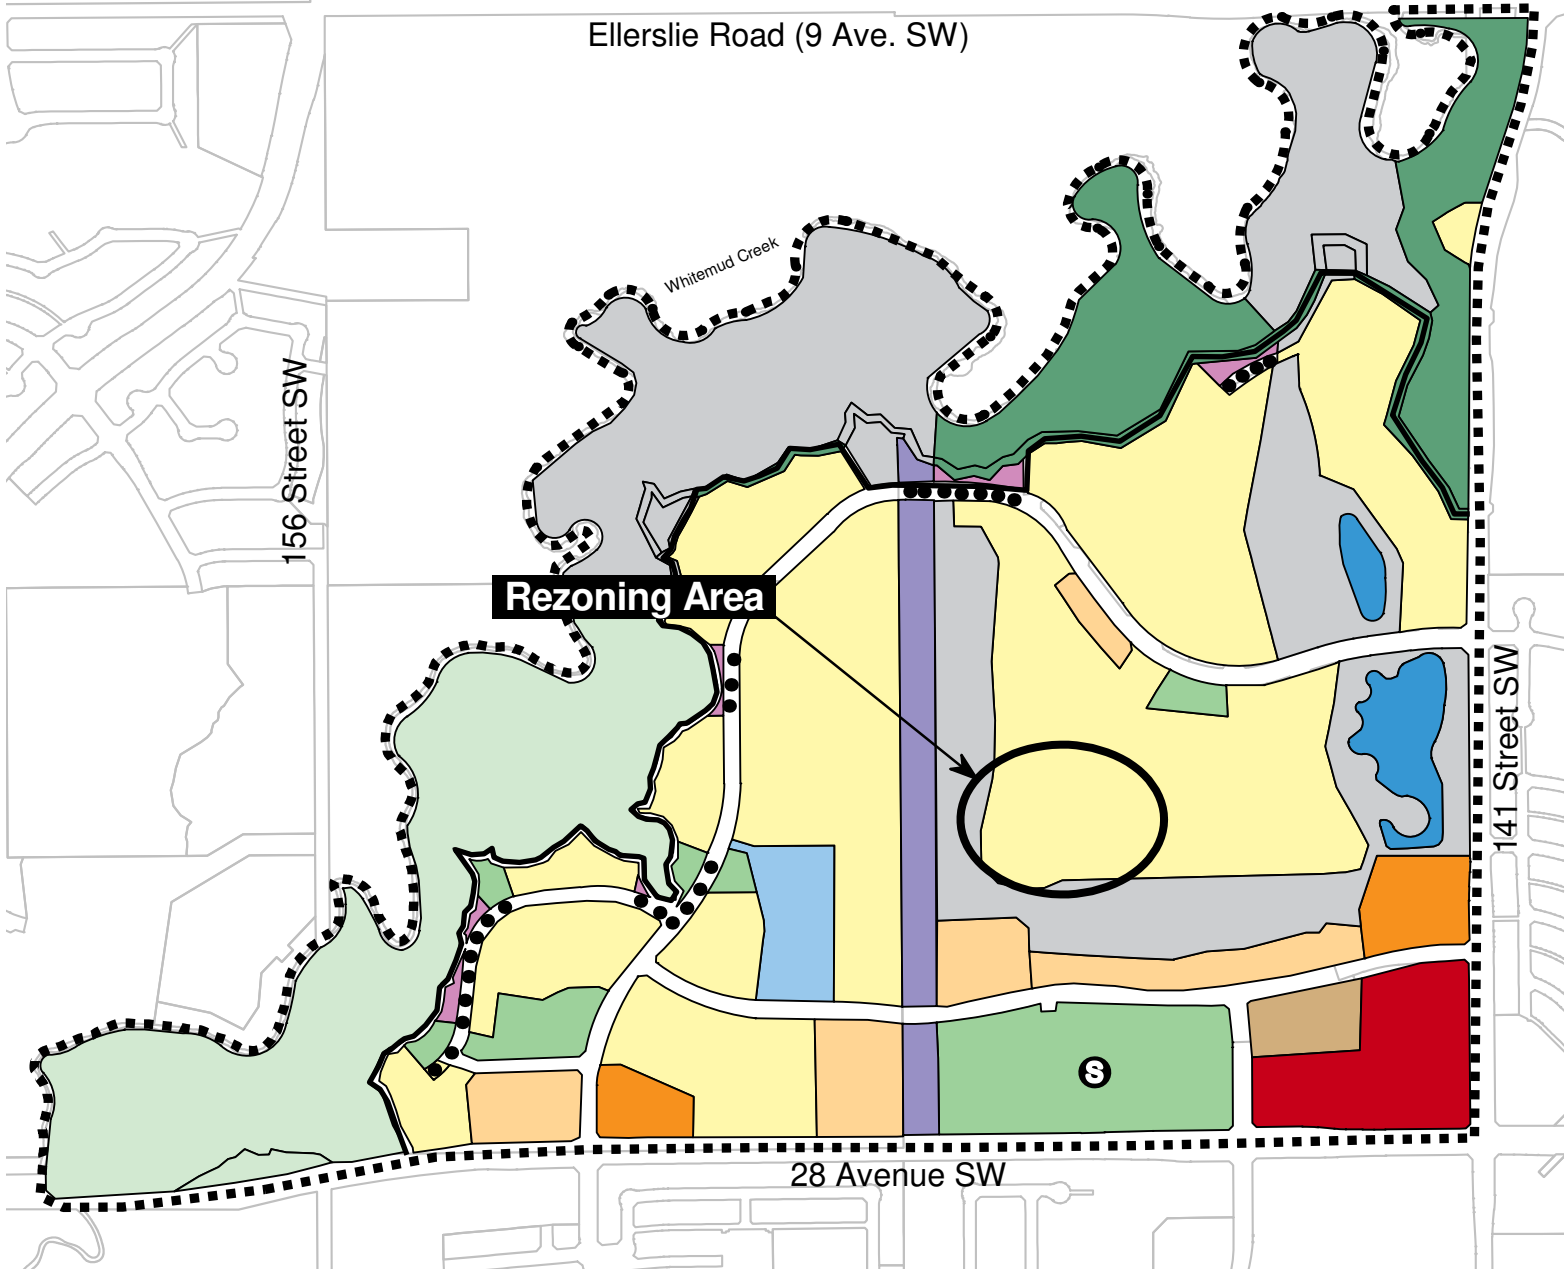 Ellerslie Road (9 Ave. SW)
Whitemud Creek
156 Street SW
Rezoning Area
141 Street SW
S
28 Avenue SW